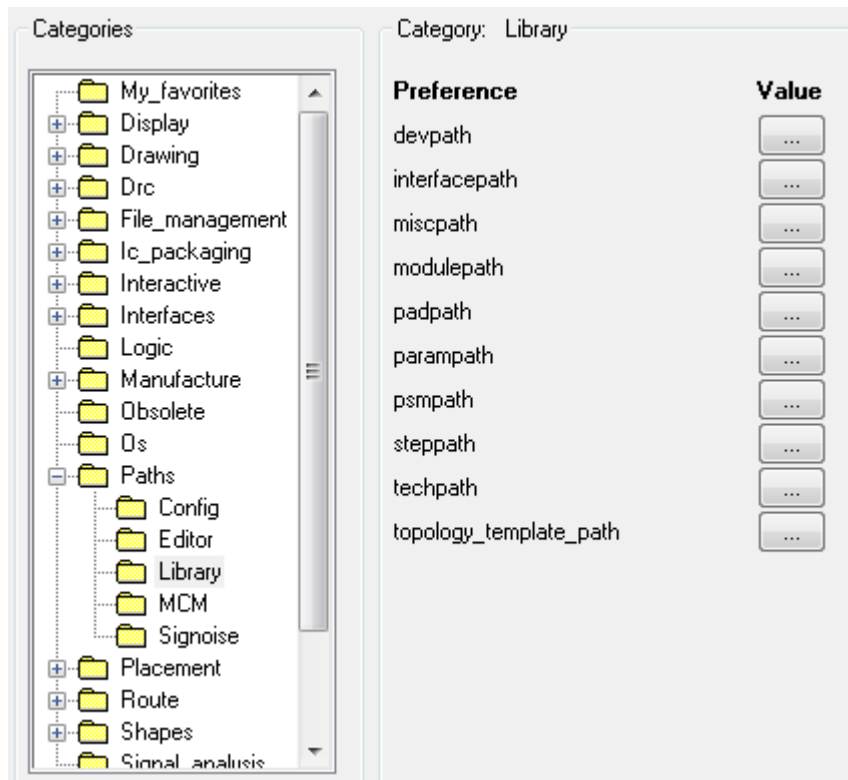 Categories
My_favorites
Display
Drawing
Drc
File_management
Ic_packaging
Interactive
Interfaces
Logic
Manufacture
Obsolete
Os
Paths
Config
Editor
Library
MCM
Signoise
Placement
Route
Shapes
Signal_analysis
Category: Library
Preference Value
devpath ...
interfacepath ...
miscpath ...
modulepath ...
padpath ...
parampath ...
psmpath ...
steppath ...
techpath ...
topology_template_path ...